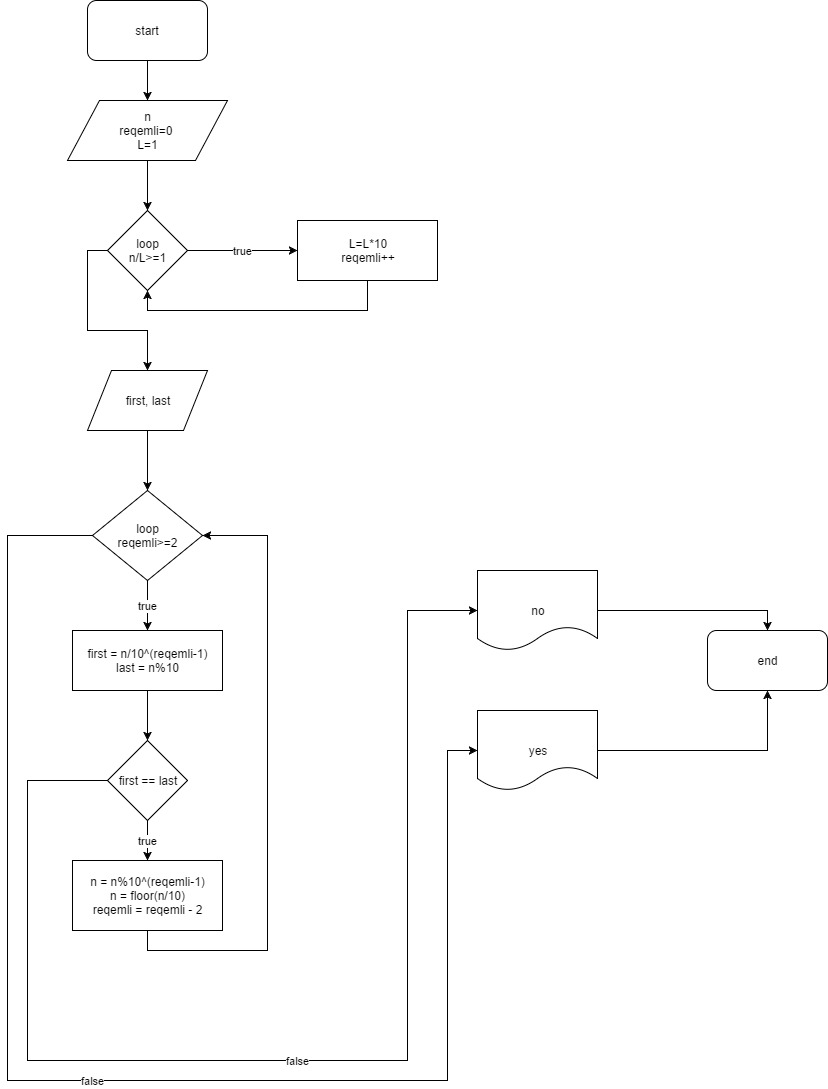 start
n
reqemli=0
L=1
loop
n/L>=1
true
L=L*10
reqemli++
first, last
loop
reqemli>=2
true
first = n/10^(reqemli-1)
last = n%10
first == last
true
n = n%10^(reqemli-1)
n = floor(n/10)
reqemli = reqemli - 2
no
yes
end
false
false